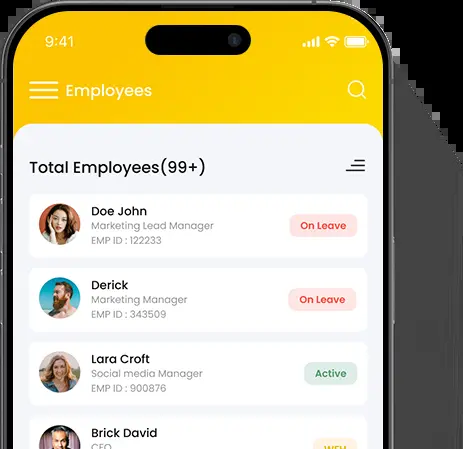 9:41
Employees
Total Employees(99+)
Doe John
Marketing Lead Manager
EMP ID : 122233
On Leave
Derick
Marketing Manager
EMP ID : 343509
On Leave
Lara Croft
Social media Manager
EMP ID : 900876
Active
Brick David
CEO
WFH